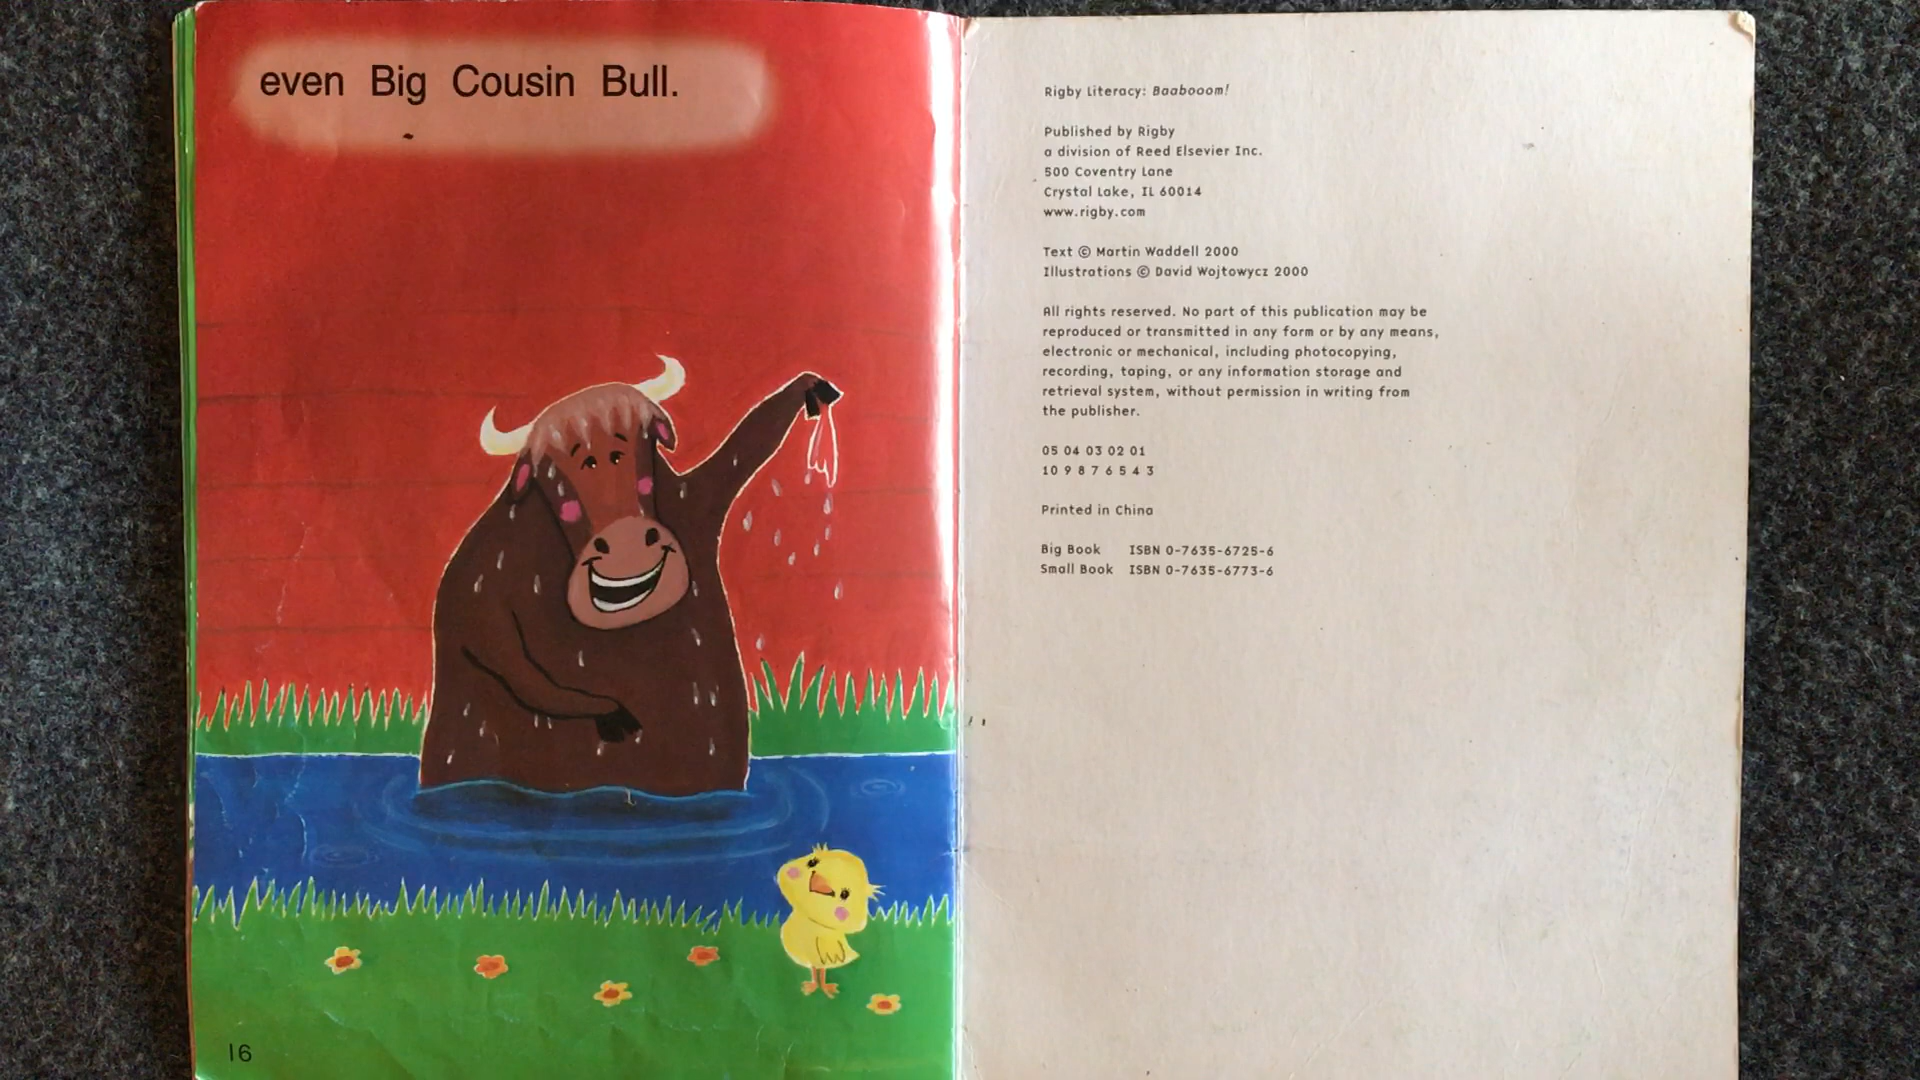 even Big Cousin Bull.
16
Rigby Literacy: Baabooom!
Published by Rigby
a division of Reed Elsevier Inc.
500 Coventry Lane
Crystal Lake, IL 60014
www.rigby.com
Text © Martin Waddell 2000
Illustrations © David Wojtowycz 2000
All rights reserved. No part of this publication may be
reproduced or transmitted in any form or by any means,
electronic or mechanical, including photocopying,
recording, taping, or any information storage and
retrieval system, without permission in writing from
the publisher.
05 04 03 02 01
10 9 8 7 6 5 4 3
Printed in China
Big Book ISBN 0-7635-6725-6
Small Book ISBN 0-7635-6773-6